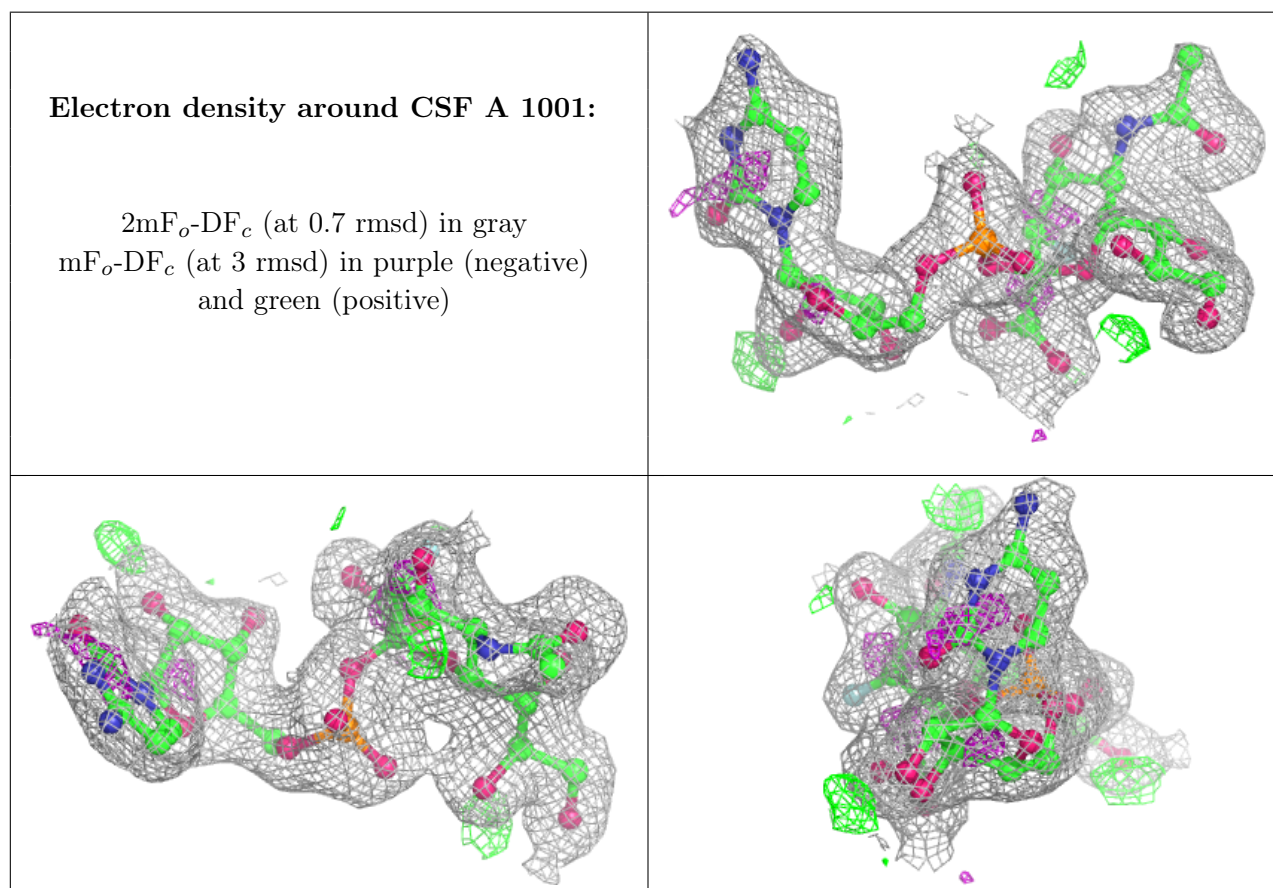 Electron density around CSF A 1001:
2mFo-DFc (at 0.7 rmsd) in gray
mFo-DFc (at 3 rmsd) in purple (negative)
and green (positive)